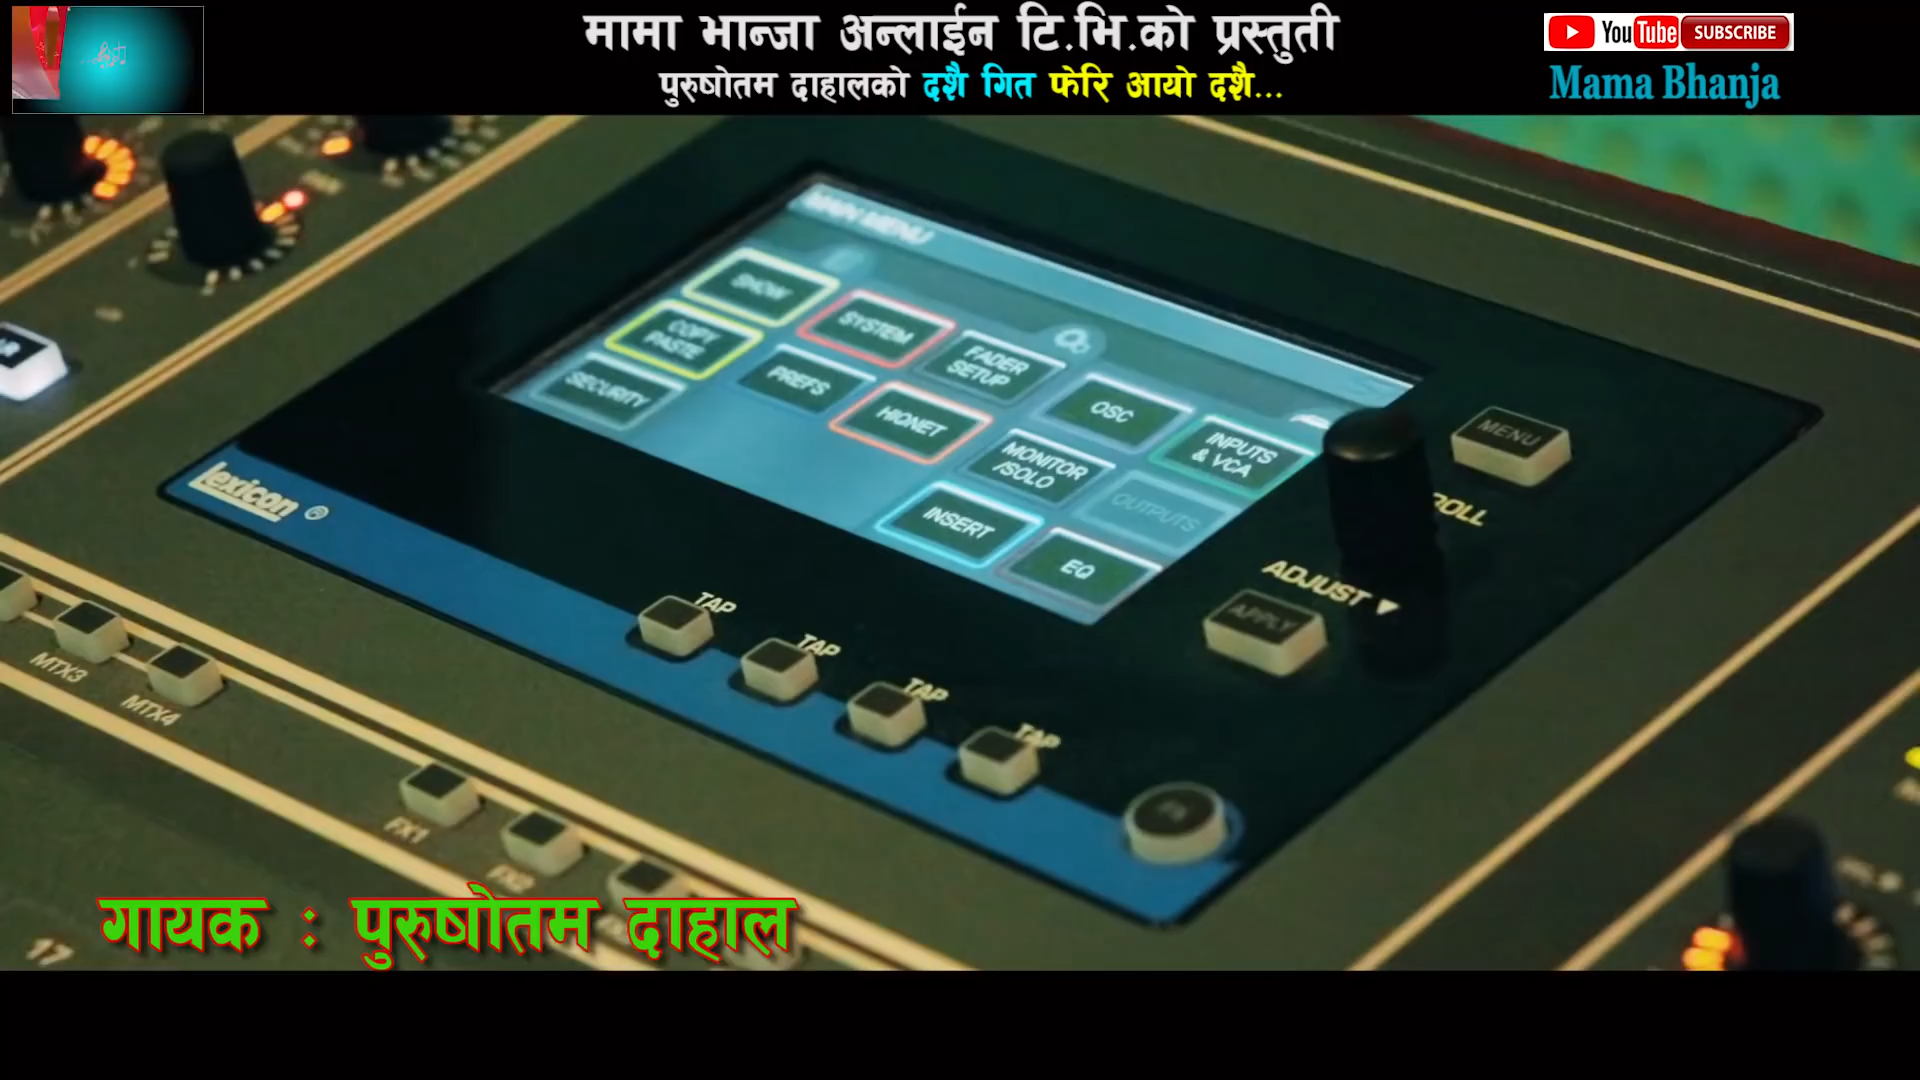 मामा भान्जा अन्लाईन टि.भि.को प्रस्तुती
पुरुषोतम दाहालको दशै गित फेरि आयो दशै...
YouTube SUBSCRIBE
Mama Bhanja
MAIN MENU
SHOW
SYSTEM
FADER SETUP
OSC
INPUTS & VCA
COPY PASTE
PREFS
HIQNET
MONITOR /SOLO
OUTPUTS
SECURITY
INSERT
EQ
MENU
ADJUST ▼
APPLY
lexicon ®
TAP
TAP
TAP
TAP
MTX3
MTX4
FX1
FX2
17
गायक : पुरुषोतम दाहाल